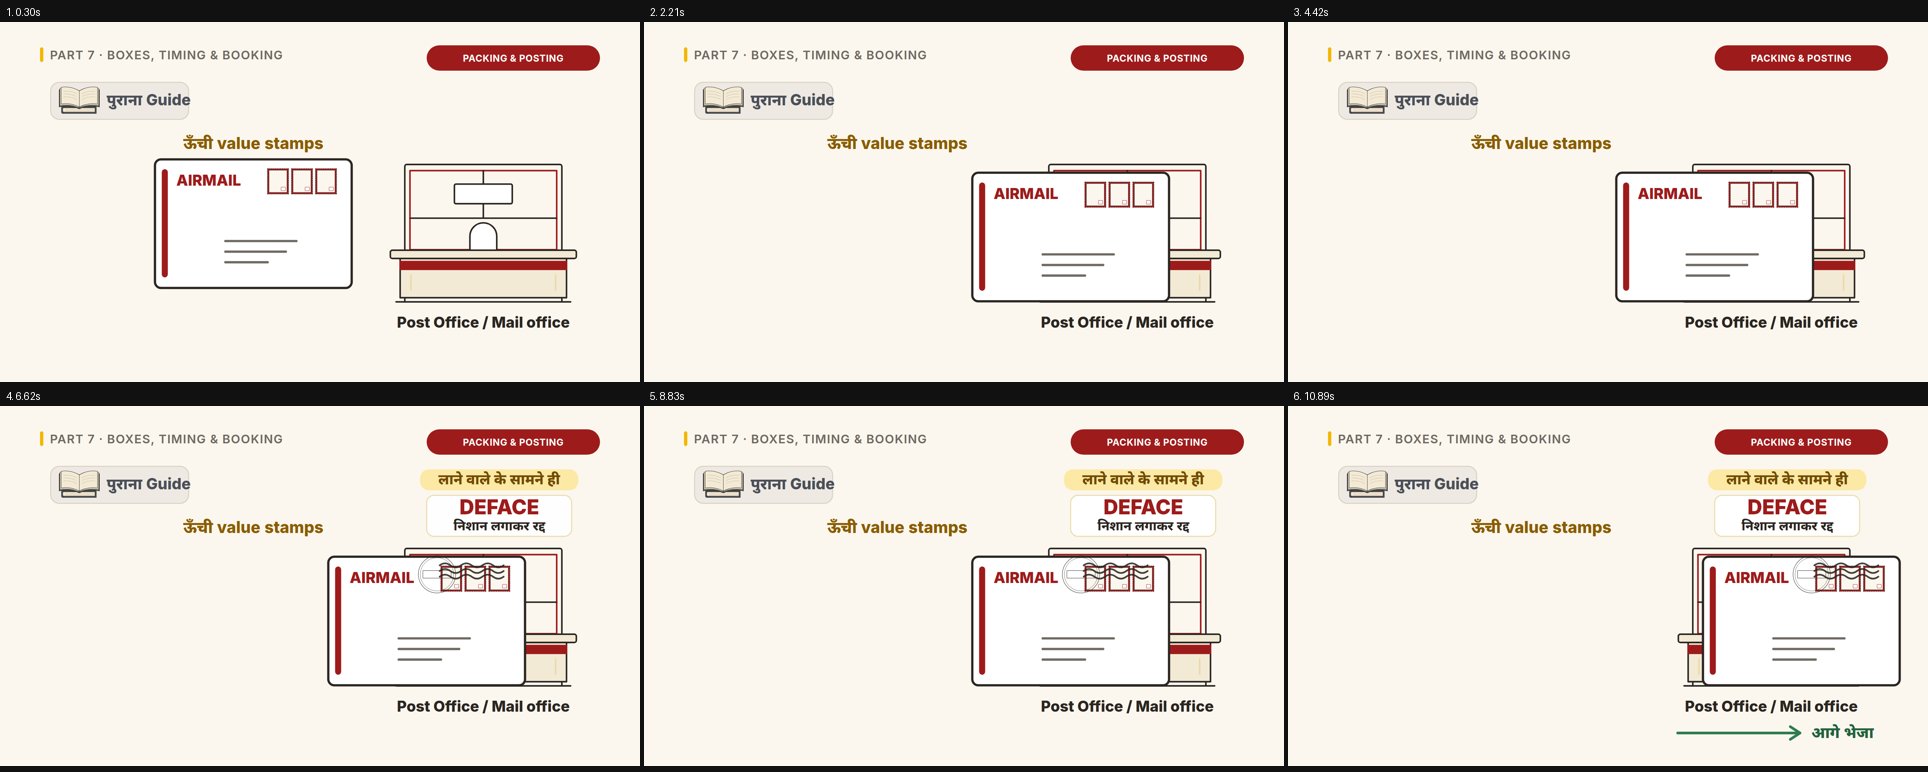 1. 0.30s
PART 7 · BOXES, TIMING & BOOKING
PACKING & POSTING
पुराना Guide
ऊँची value stamps
AIRMAIL
Post Office / Mail office
2. 2.21s
PART 7 · BOXES, TIMING & BOOKING
PACKING & POSTING
पुराना Guide
ऊँची value stamps
AIRMAIL
Post Office / Mail office
3. 4.42s
PART 7 · BOXES, TIMING & BOOKING
PACKING & POSTING
पुराना Guide
ऊँची value stamps
AIRMAIL
Post Office / Mail office
4. 6.62s
PART 7 · BOXES, TIMING & BOOKING
PACKING & POSTING
पुराना Guide
लाने वाले के सामने ही
DEFACE
निशान लगाकर रद्द
ऊँची value stamps
AIRMAIL
Post Office / Mail office
5. 8.83s
PART 7 · BOXES, TIMING & BOOKING
PACKING & POSTING
पुराना Guide
लाने वाले के सामने ही
DEFACE
निशान लगाकर रद्द
ऊँची value stamps
AIRMAIL
Post Office / Mail office
6. 10.89s
PART 7 · BOXES, TIMING & BOOKING
PACKING & POSTING
पुराना Guide
लाने वाले के सामने ही
DEFACE
निशान लगाकर रद्द
ऊँची value stamps
AIRMAIL
Post Office / Mail office
आगे भेजा